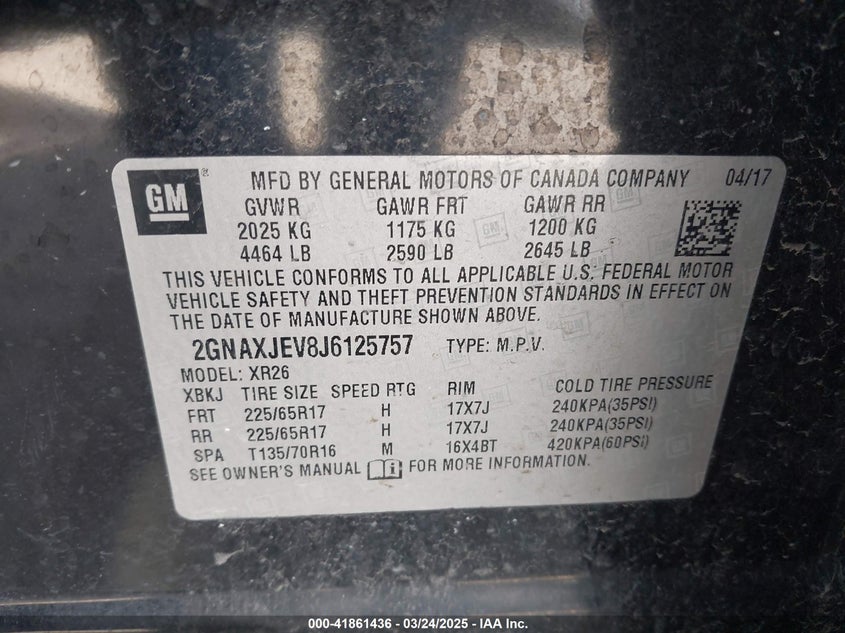 GM
MFD BY GENERAL MOTORS OF CANADA COMPANY 04/17
GVWR GAWR FRT GAWR RR
2025 KG 1175 KG 1200 KG
4464 LB 2590 LB 2645 LB
THIS VEHICLE CONFORMS TO ALL APPLICABLE U.S. FEDERAL MOTOR
VEHICLE SAFETY AND THEFT PREVENTION STANDARDS IN EFFECT ON
THE DATE OF MANUFACTURE SHOWN ABOVE.
2GNAXJEV8J6125757 TYPE: M.P.V.
MODEL: XR26
XBKJ TIRE SIZE SPEED RTG RIM COLD TIRE PRESSURE
FRT 225/65R17 H 17X7J 240KPA(35PSI)
RR 225/65R17 H 17X7J 240KPA(35PSI)
SPA T135/70R16 M 16X4BT 420KPA(60PSI)
SEE OWNER'S MANUAL FOR MORE INFORMATION.
000-41861436 — 03/24/2025 — IAA Inc.